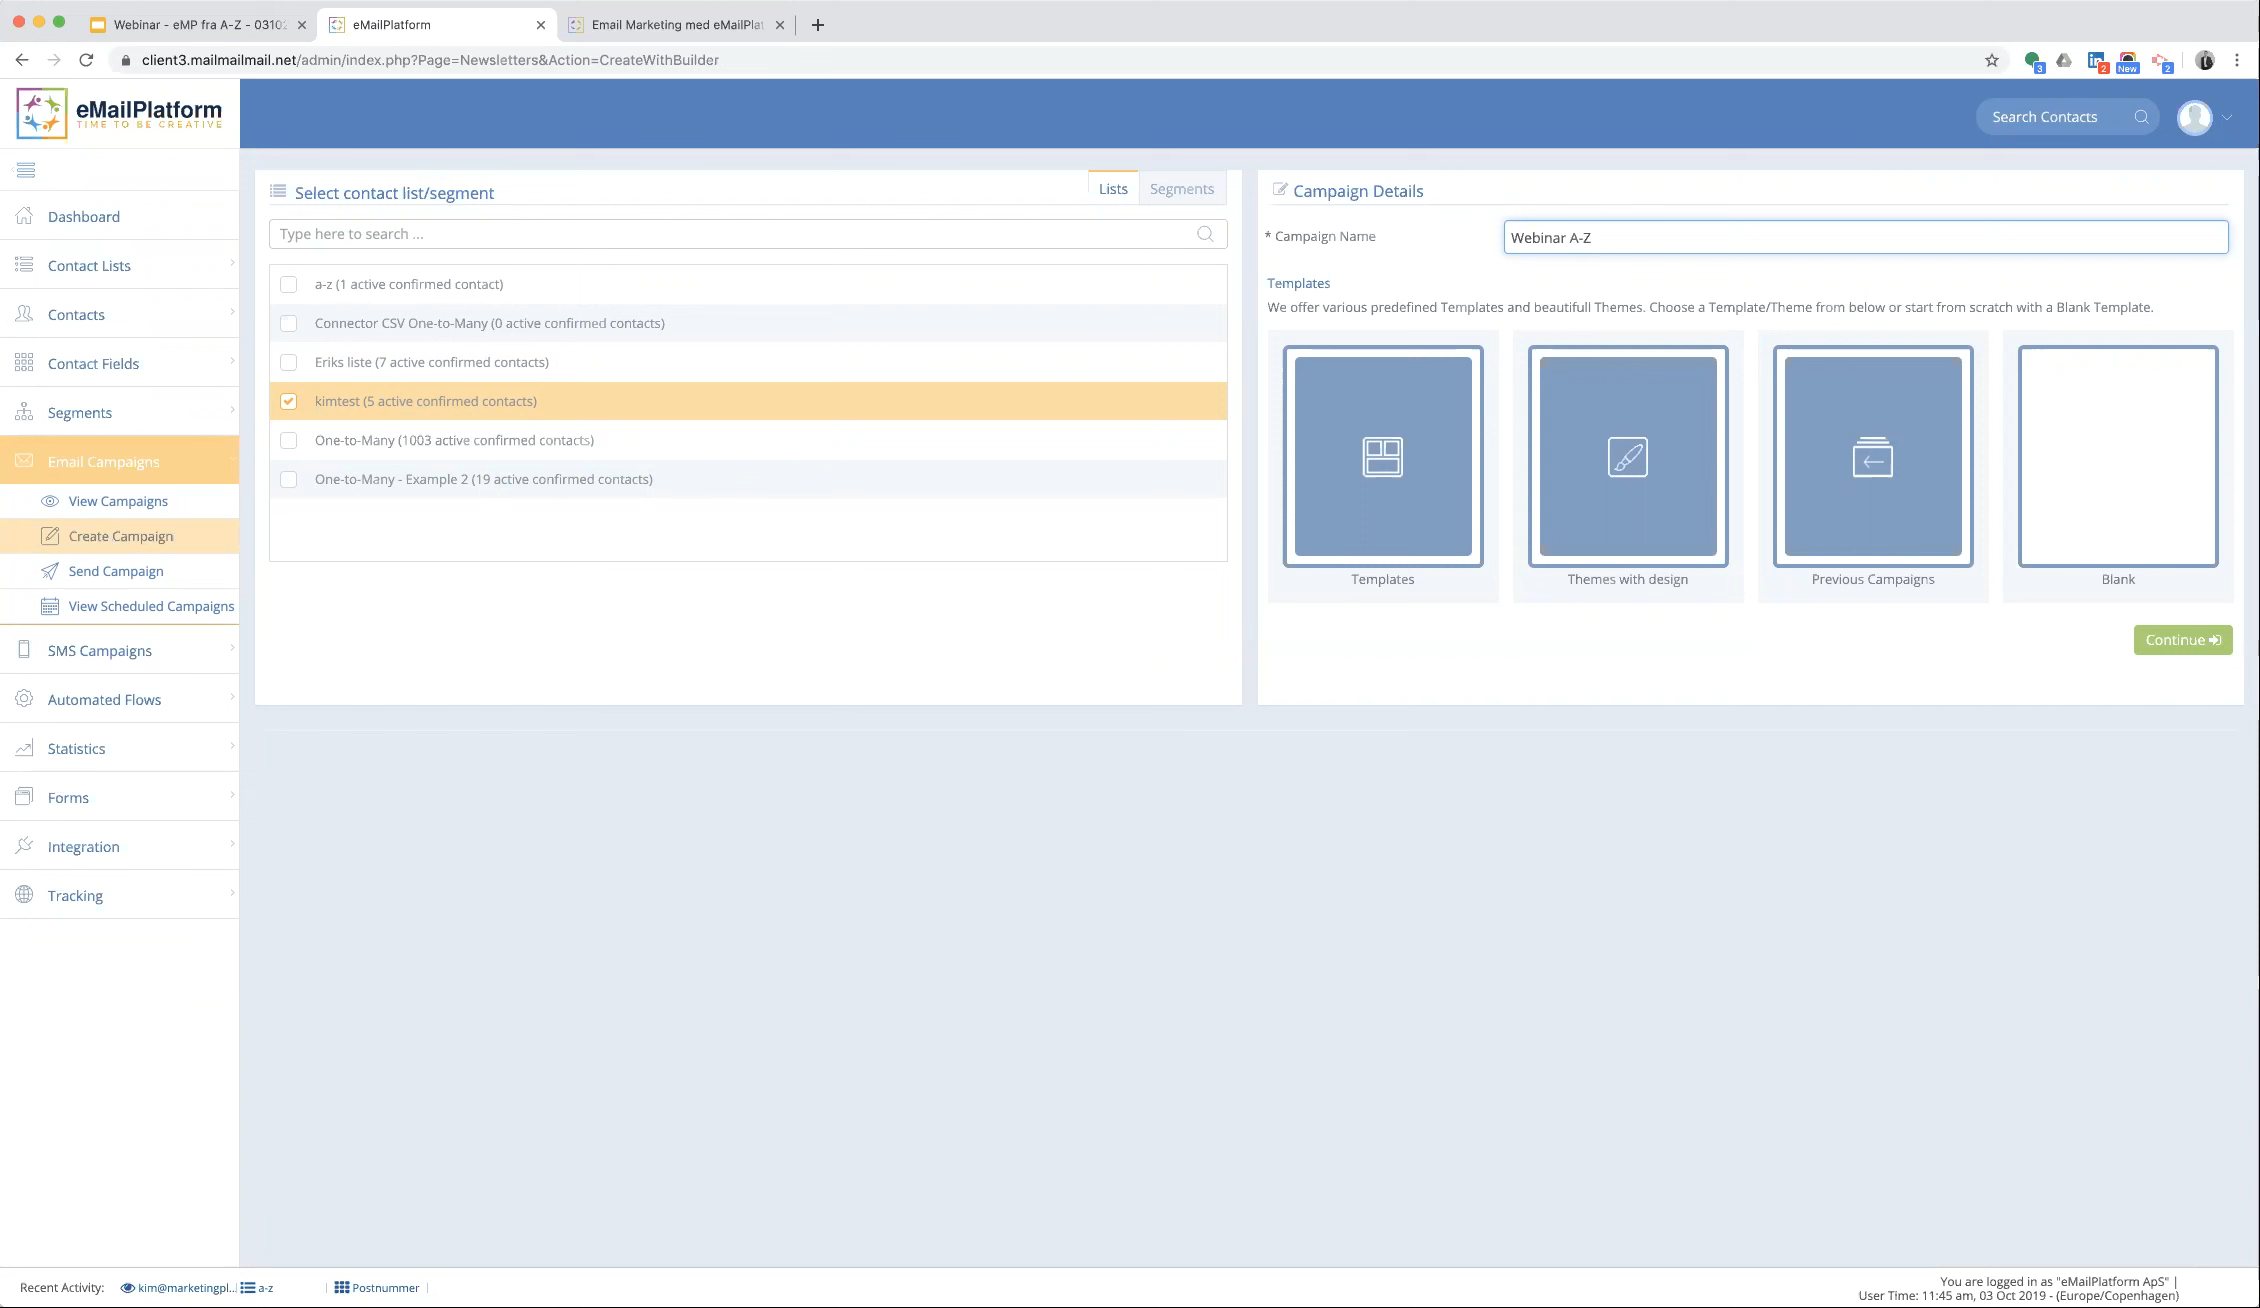 Webinar - eMP fra A-Z - 0310
eMailPlatform
Email Marketing med eMailPlat
client3.mailmailmail.net/admin/index.php?Page=Newsletters&Action=CreateWithBuilder
3
2
New
2
eMailPlatform
TIME TO BE CREATIVE
Search Contacts
Dashboard
Contact Lists
Contacts
Contact Fields
Segments
Email Campaigns
View Campaigns
Create Campaign
Send Campaign
View Scheduled Campaigns
SMS Campaigns
Automated Flows
Statistics
Forms
Integration
Tracking
Select contact list/segment
Lists
Segments
Type here to search ...
a-z (1 active confirmed contact)
Connector CSV One-to-Many (0 active confirmed contacts)
Eriks liste (7 active confirmed contacts)
kimtest (5 active confirmed contacts)
One-to-Many (1003 active confirmed contacts)
One-to-Many - Example 2 (19 active confirmed contacts)
Campaign Details
* Campaign Name
Webinar A-Z
Templates
We offer various predefined Templates and beautifull Themes. Choose a Template/Theme from below or start from scratch with a Blank Template.
Templates
Themes with design
Previous Campaigns
Blank
Continue
Recent Activity:
kim@marketingpl...
a-z
Postnummer
You are logged in as "eMailPlatform ApS" |
User Time: 11:45 am, 03 Oct 2019 - (Europe/Copenhagen)